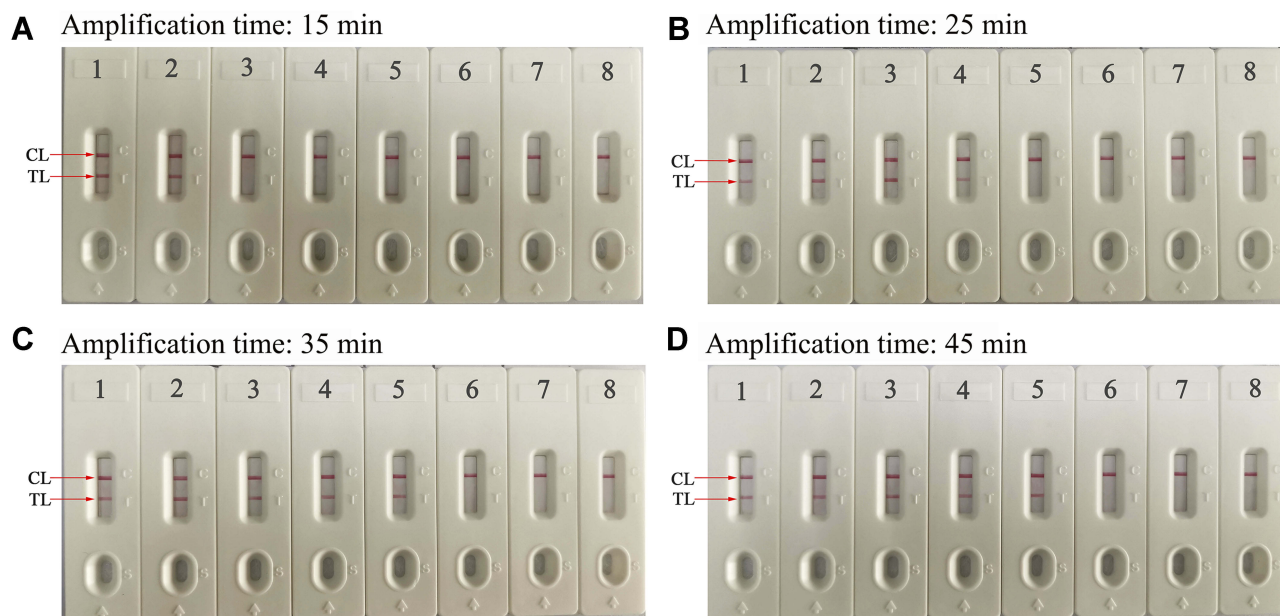 A Amplification time: 15 min
1 2 3 4 5 6 7 8
CL C C C C C C C C
TL T T T T T T T T
S S S S S S S S
B Amplification time: 25 min
1 2 3 4 5 6 7 8
CL C C C C C C C C
TL T T T T T T T T
S S S S S S S S
C Amplification time: 35 min
1 2 3 4 5 6 7 8
CL C C C C C C C C
TL T T T T T T T T
S S S S S S S S
D Amplification time: 45 min
1 2 3 4 5 6 7 8
CL C C C C C C C C
TL T T T T T T T T
S S S S S S S S